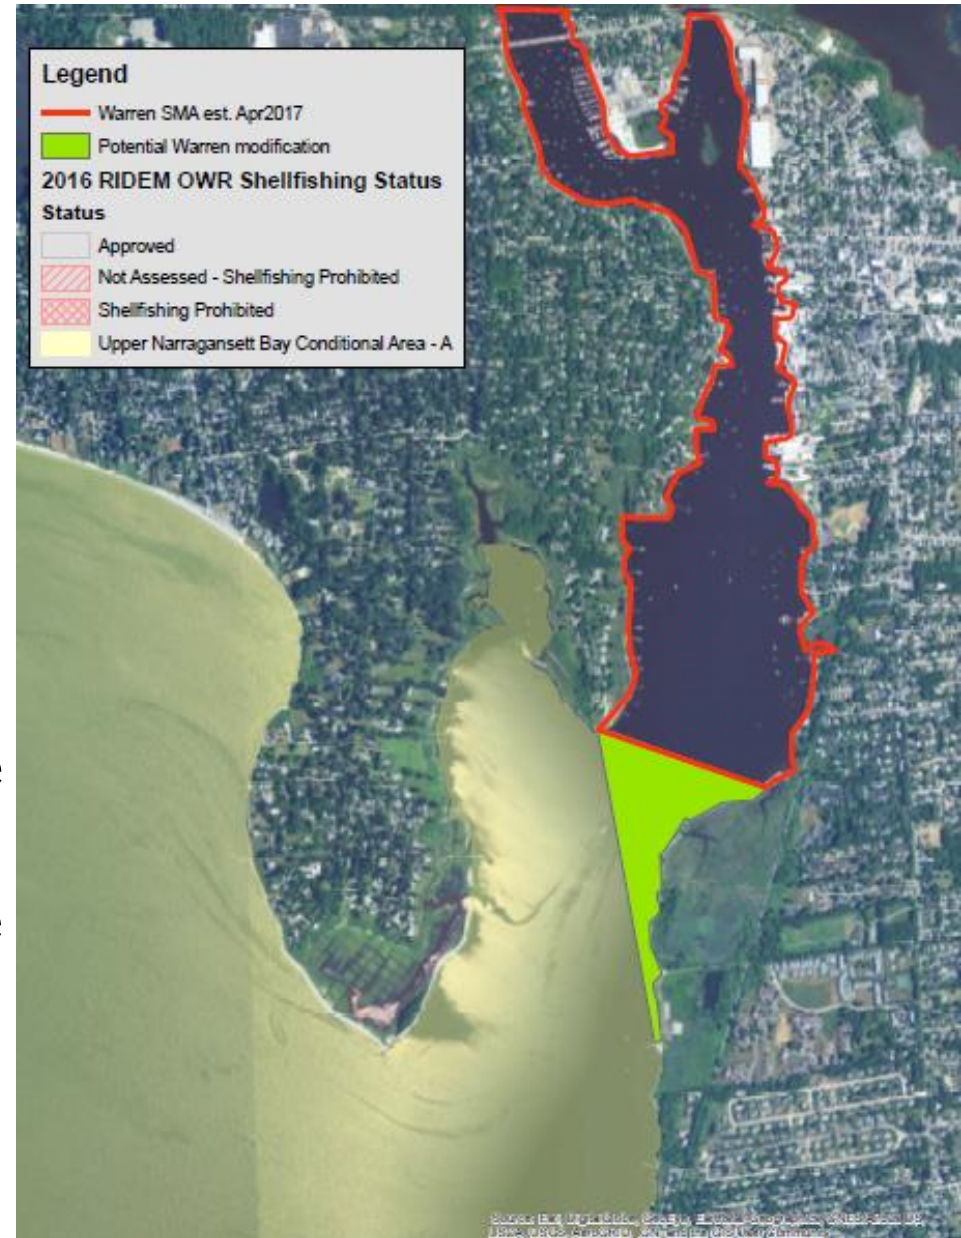 Legend
Warren SMA est. Apr2017
Potential Warren modification
2016 RIDEM OWR Shellfishing Status
Status
Approved
Not Assessed - Shellfishing Prohibited
Shellfishing Prohibited
Upper Narragansett Bay Conditional Area - A
e
e